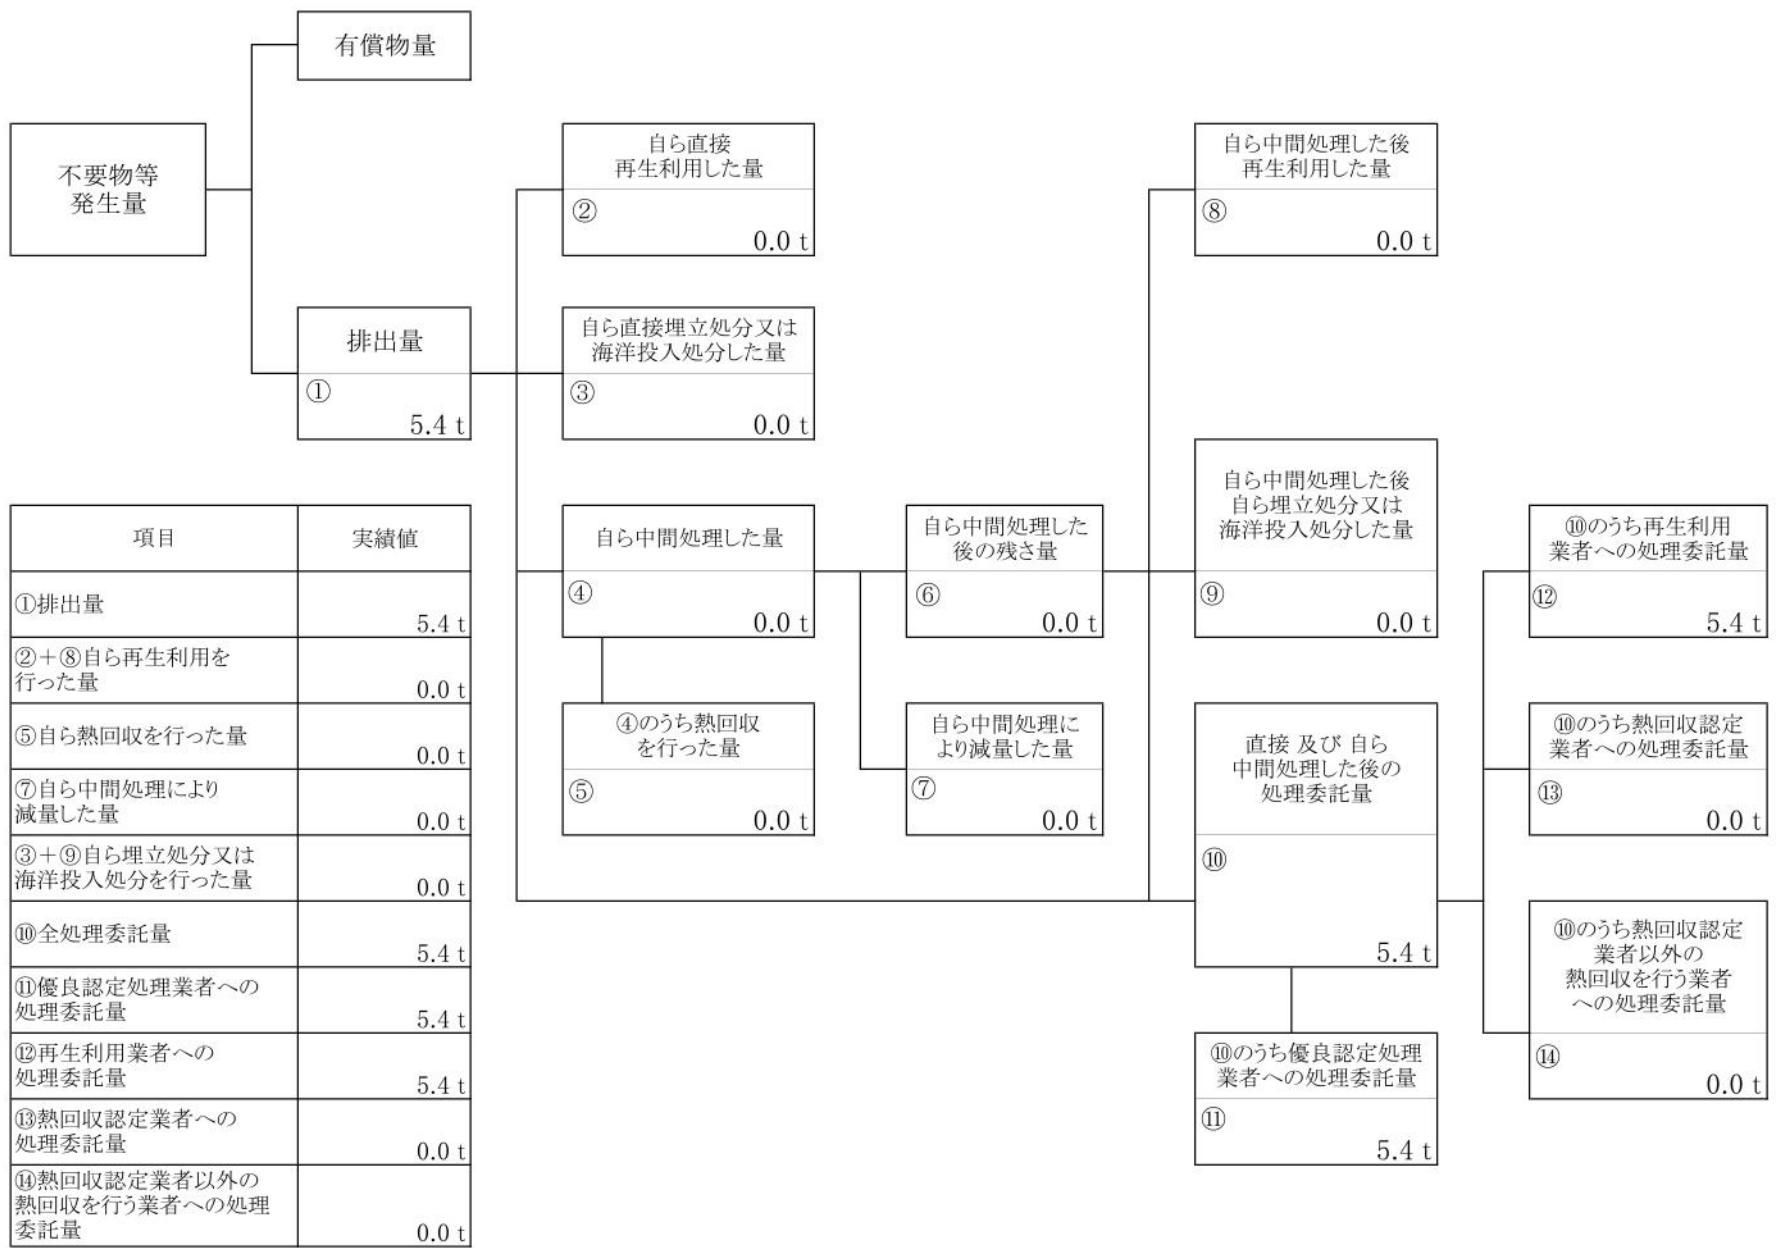 有償物量
不要物等
発生量
自ら直接
再生利用した量
②
0.0 t
自ら中間処理した後
再生利用した量
⑧
0.0 t
排出量
①
5.4 t
自ら直接埋立処分又は
海洋投入処分した量
③
0.0 t
自ら中間処理した量
④
0.0 t
自ら中間処理した
後の残さ量
⑥
0.0 t
自ら中間処理した後
自ら埋立処分又は
海洋投入処分した量
⑨
0.0 t
⑩のうち再生利用
業者への処理委託量
⑫
5.4 t
④のうち熱回収
を行った量
⑤
0.0 t
自ら中間処理に
より減量した量
⑦
0.0 t
直接 及び 自ら
中間処理した後の
処理委託量
⑩
5.4 t
⑩のうち熱回収認定
業者への処理委託量
⑬
0.0 t
⑩のうち熱回収認定
業者以外の
熱回収を行う業者
への処理委託量
⑭
0.0 t
⑩のうち優良認定処理
業者への処理委託量
⑪
5.4 t
項目 実績値
①排出量
5.4 t
②＋⑧自ら再生利用を
行った量
0.0 t
⑤自ら熱回収を行った量
0.0 t
⑦自ら中間処理により
減量した量
0.0 t
③＋⑨自ら埋立処分又は
海洋投入処分を行った量
0.0 t
⑩全処理委託量
5.4 t
⑪優良認定処理業者への
処理委託量
5.4 t
⑫再生利用業者への
処理委託量
5.4 t
⑬熱回収認定業者への
処理委託量
0.0 t
⑭熱回収認定業者以外の
熱回収を行う業者への処理
委託量
0.0 t